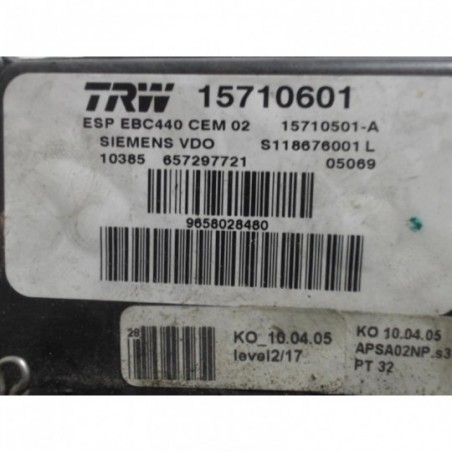 TRW 15710601
ESP EBC440 CEM 02 15710501-A
SIEMENS VDO S118676001 L
10385 657297721 05069
9658028480
28
KO_10.04.05
level2/17
KO 10.04.05
APSA02NP.s3
PT 32